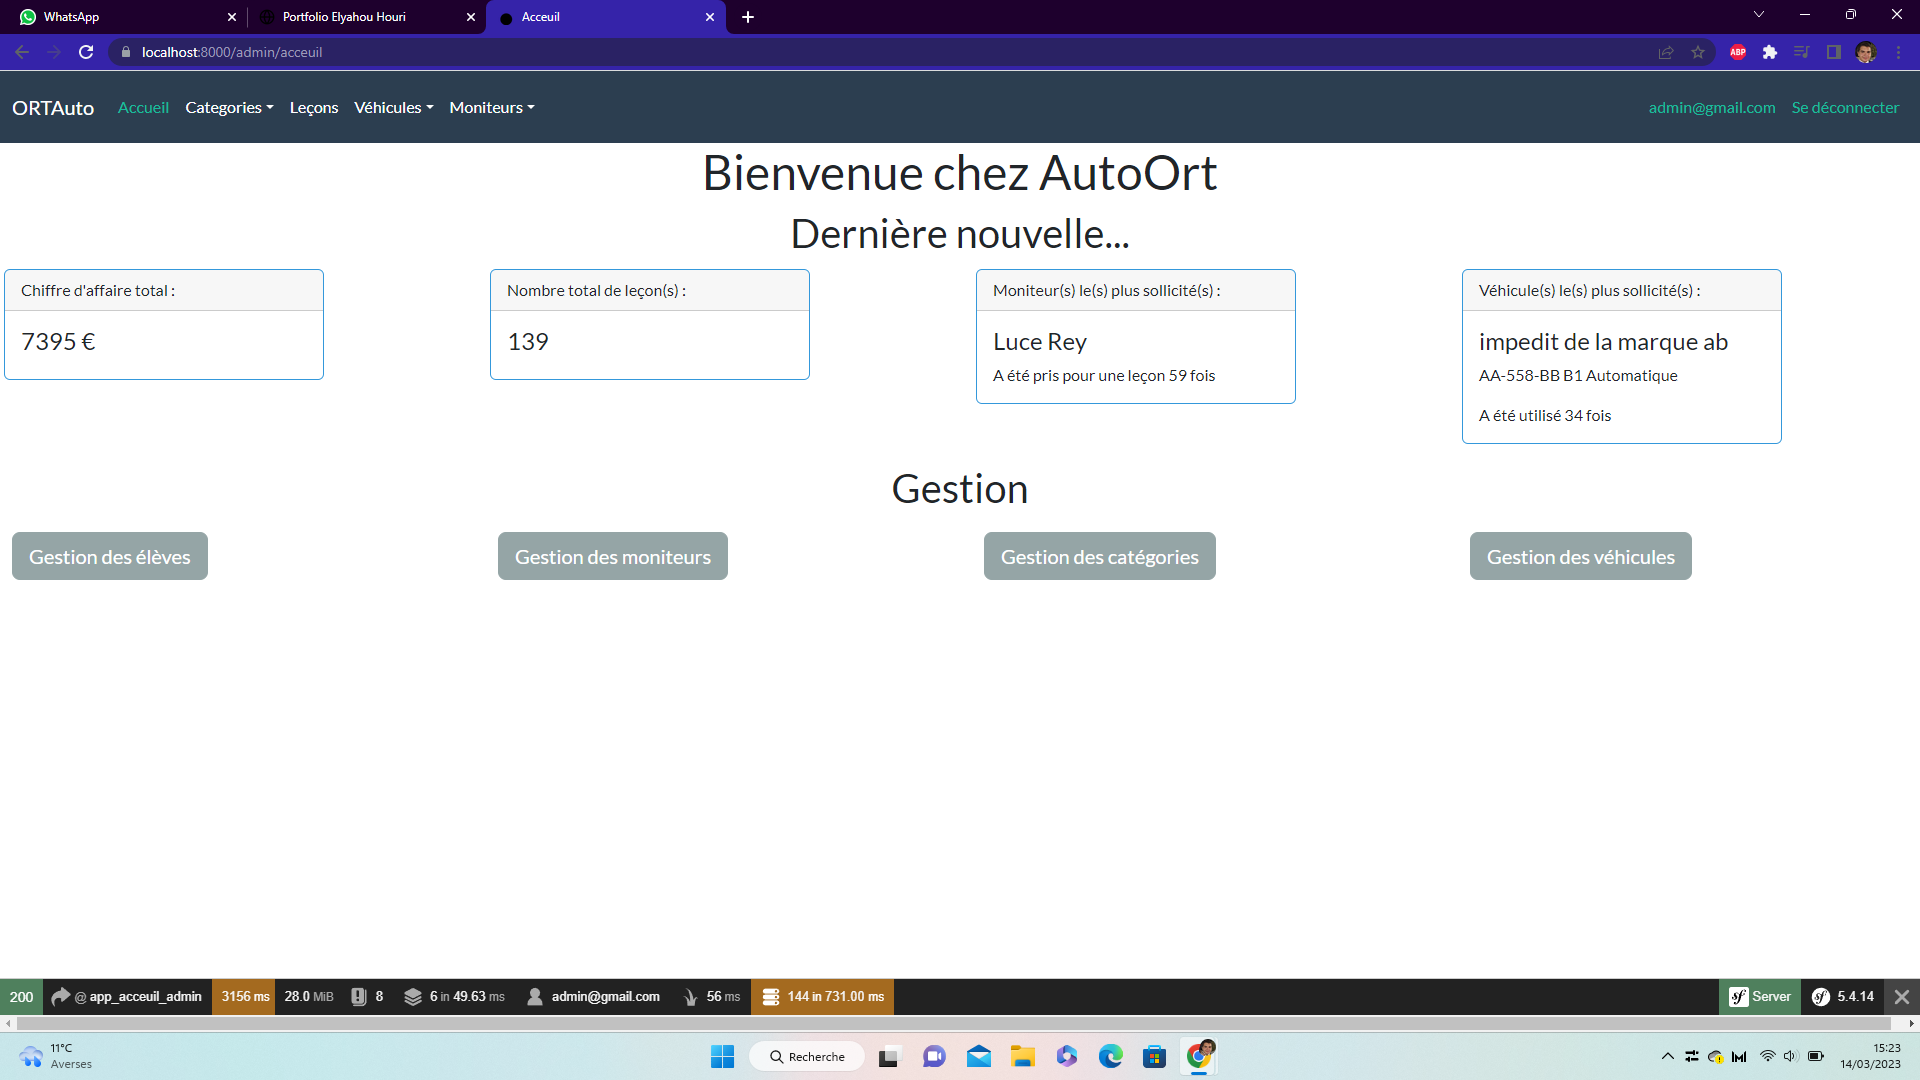 WhatsApp
Portfolio Elyahou Houri
Acceuil
localhost:8000/admin/acceuil
ABP
ORTAuto Accueil Categories Leçons Véhicules Moniteurs admin@gmail.com Se déconnecter
Bienvenue chez AutoOrt
Dernière nouvelle...
Chiffre d'affaire total :
7395 €
Nombre total de leçon(s) :
139
Moniteur(s) le(s) plus sollicité(s) :
Luce Rey
A été pris pour une leçon 59 fois
Véhicule(s) le(s) plus sollicité(s) :
impedit de la marque ab
AA-558-BB B1 Automatique
A été utilisé 34 fois
Gestion
Gestion des élèves
Gestion des moniteurs
Gestion des catégories
Gestion des véhicules
200 @ app_acceuil_admin 3156 ms 28.0 MiB 8 6 in 49.63 ms admin@gmail.com 56 ms 144 in 731.00 ms sf Server sf 5.4.14
11°C
Averses
Recherche
15:23
14/03/2023